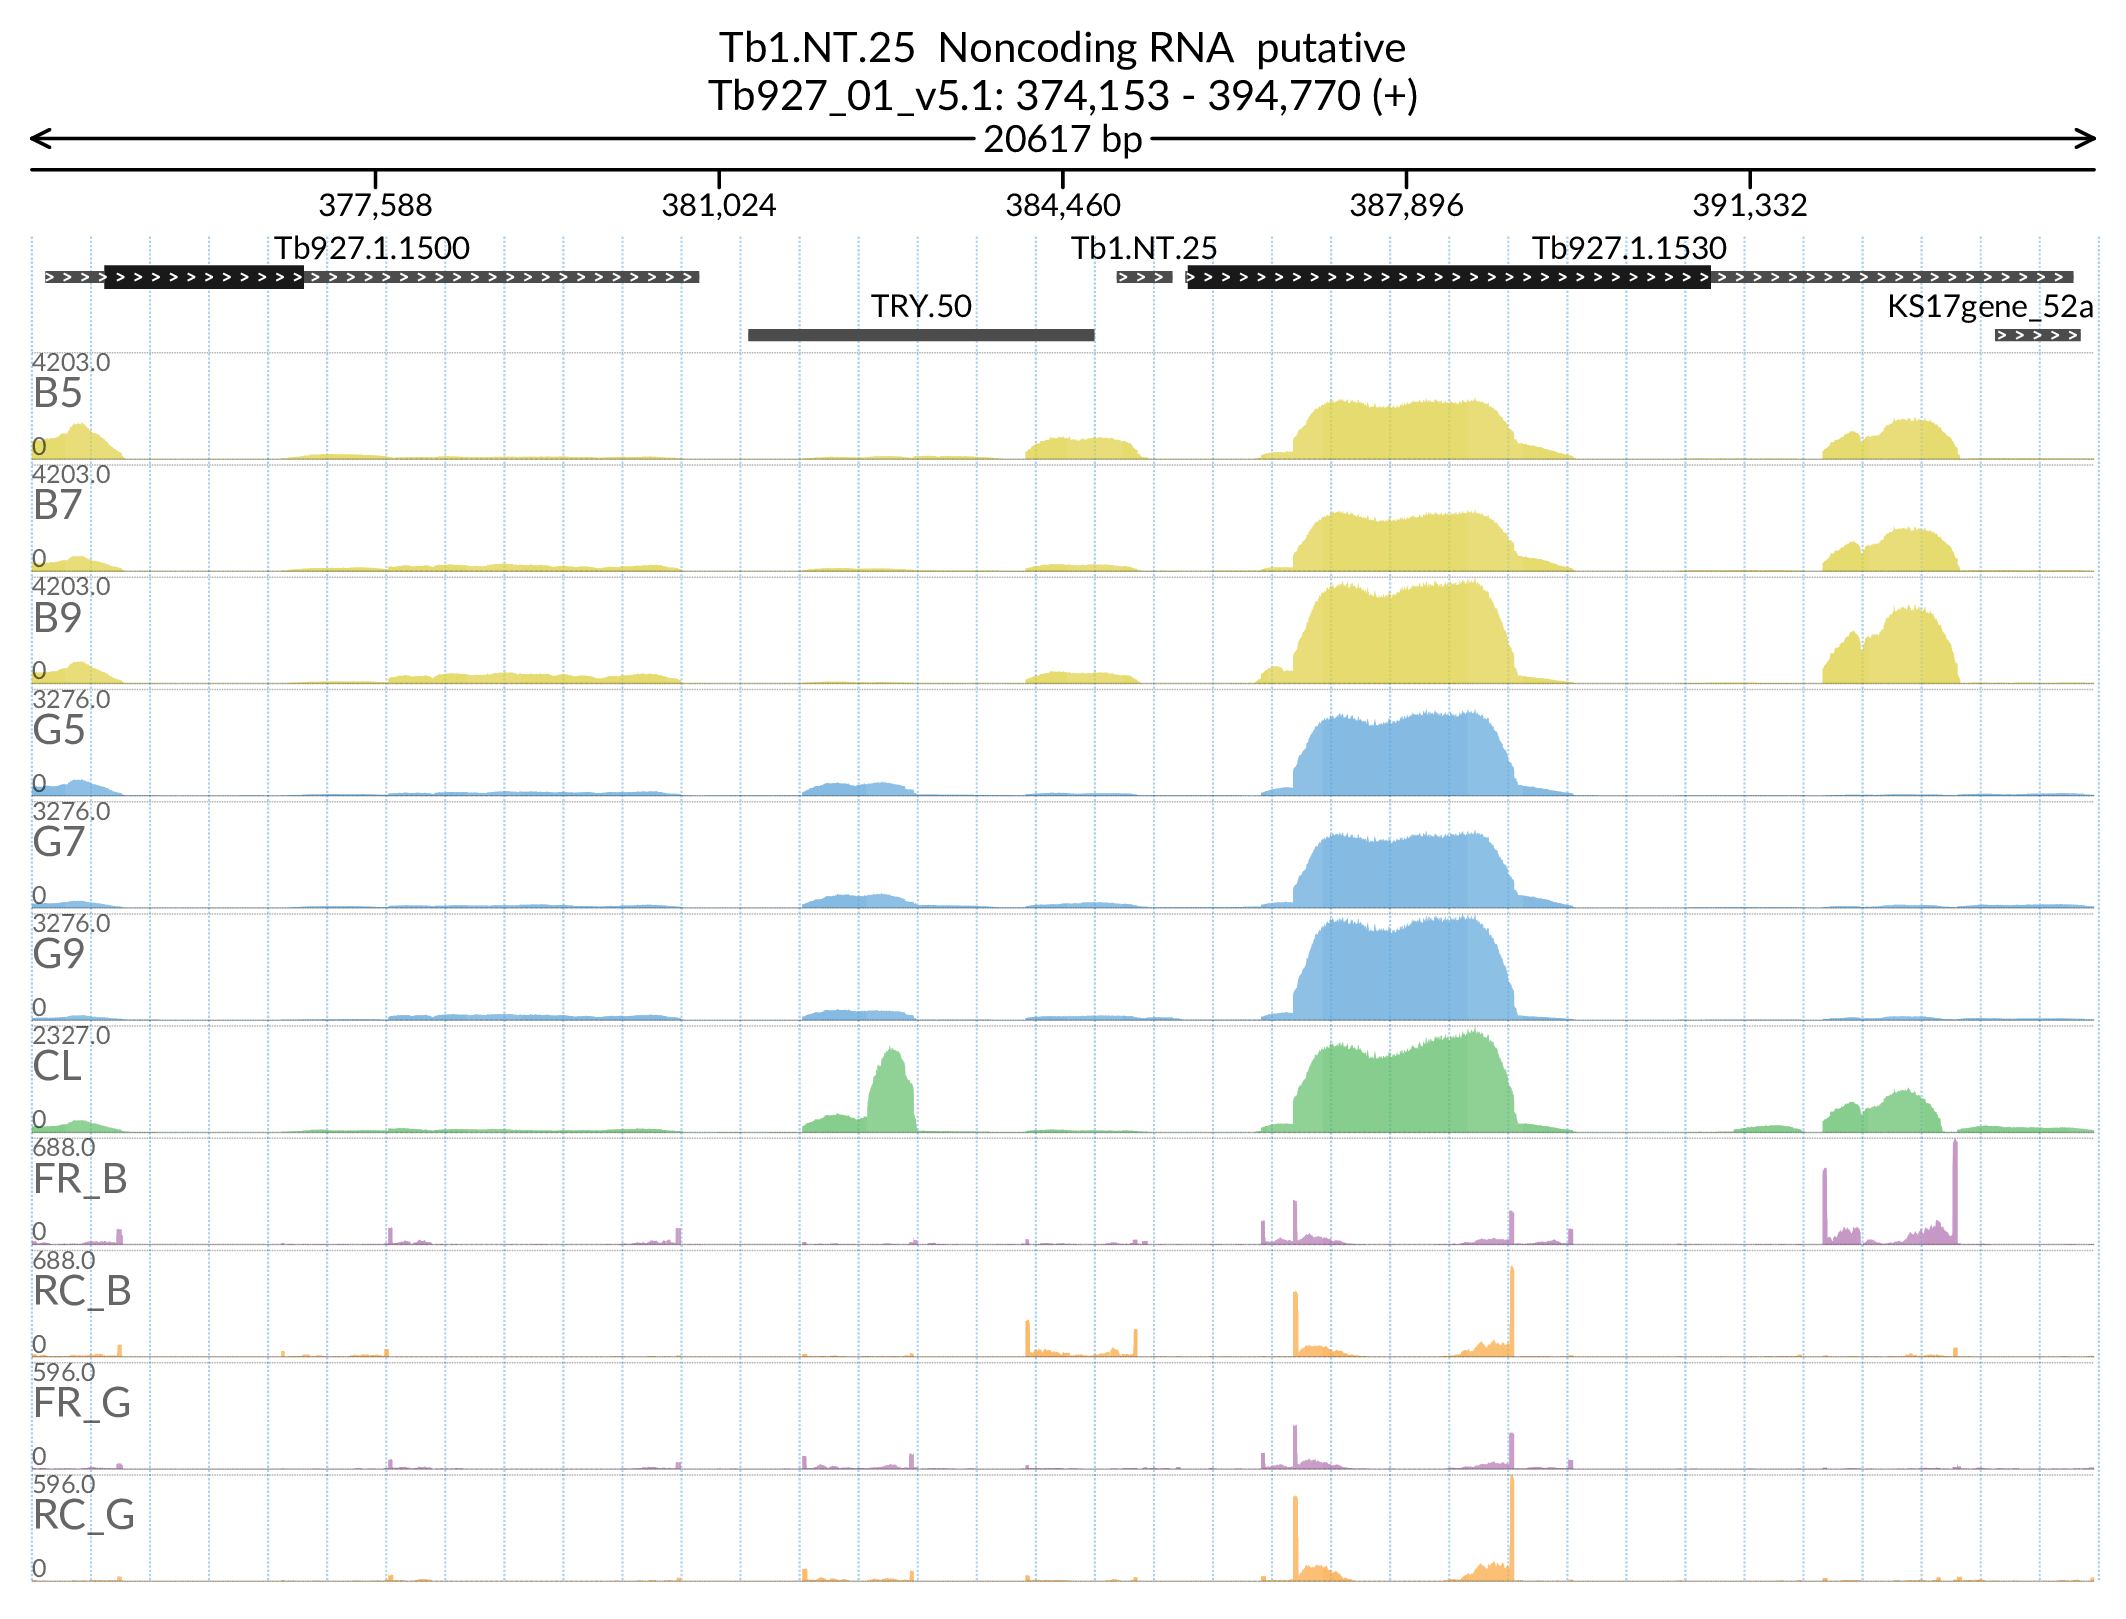 Tb1.NT.25 Noncoding RNA putative
Tb927_01_v5.1: 374,153 - 394,770 (+)
20617 bp
377,588 381,024 384,460 387,896 391,332
Tb927.1.1500 Tb1.NT.25 Tb927.1.1530
TRY.50 KS17gene_52a
4203.0
B5
0
4203.0
B7
0
4203.0
B9
0
3276.0
G5
0
3276.0
G7
0
3276.0
G9
0
2327.0
CL
0
688.0
FR_B
0
688.0
RC_B
0
596.0
FR_G
0
596.0
RC_G
0